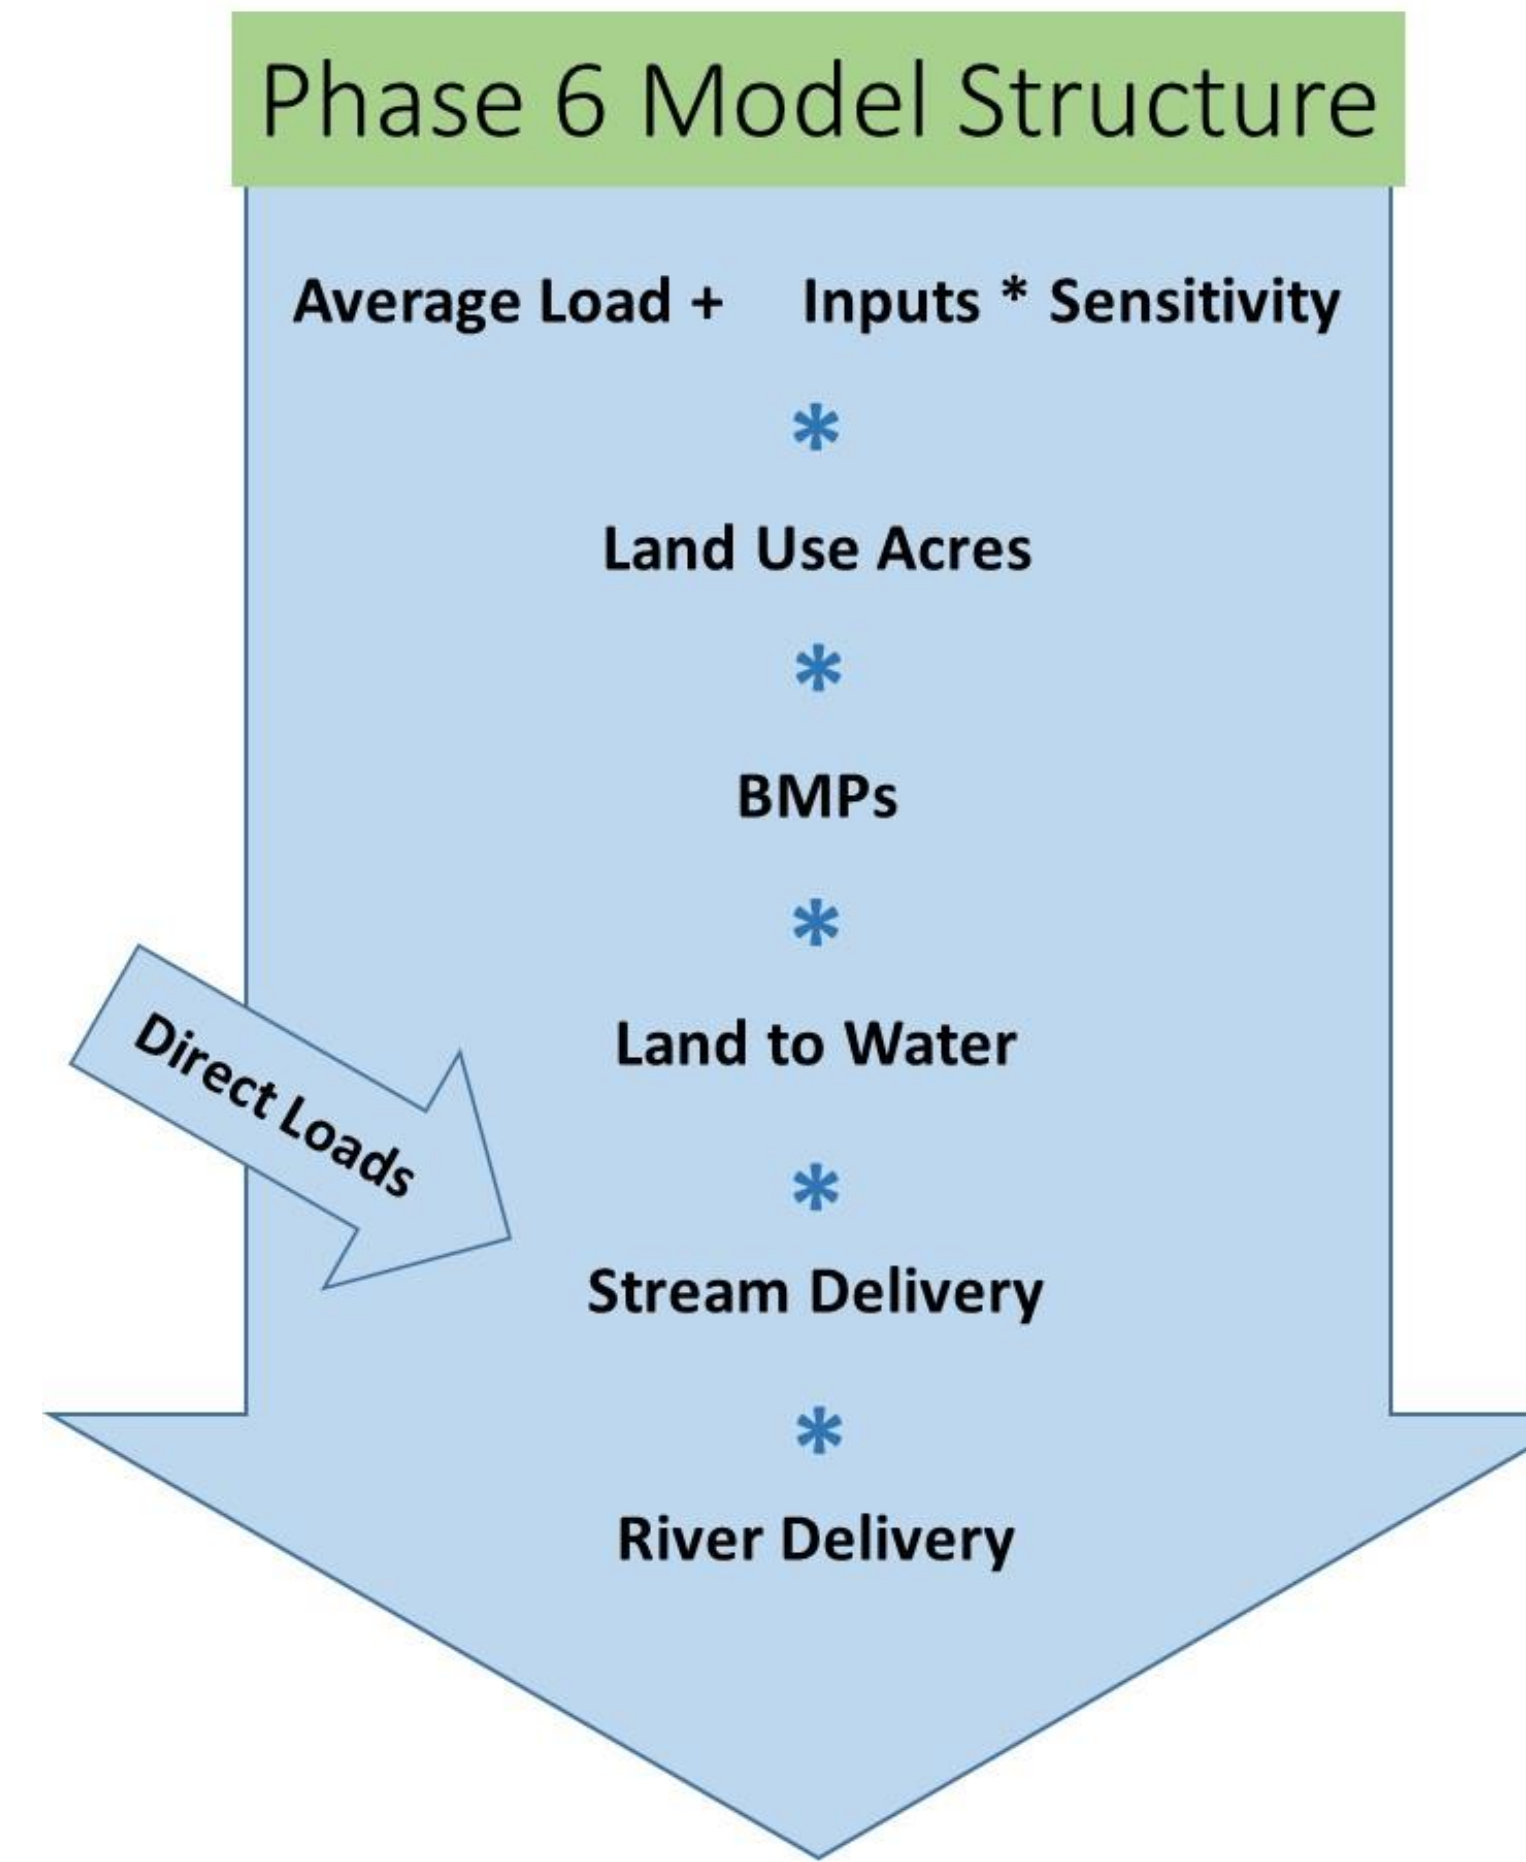 Phase 6 Model Structure
Average Load + Inputs * Sensitivity
*
Land Use Acres
*
BMPs
*
Land to Water
*
Direct Loads
Stream Delivery
*
River Delivery